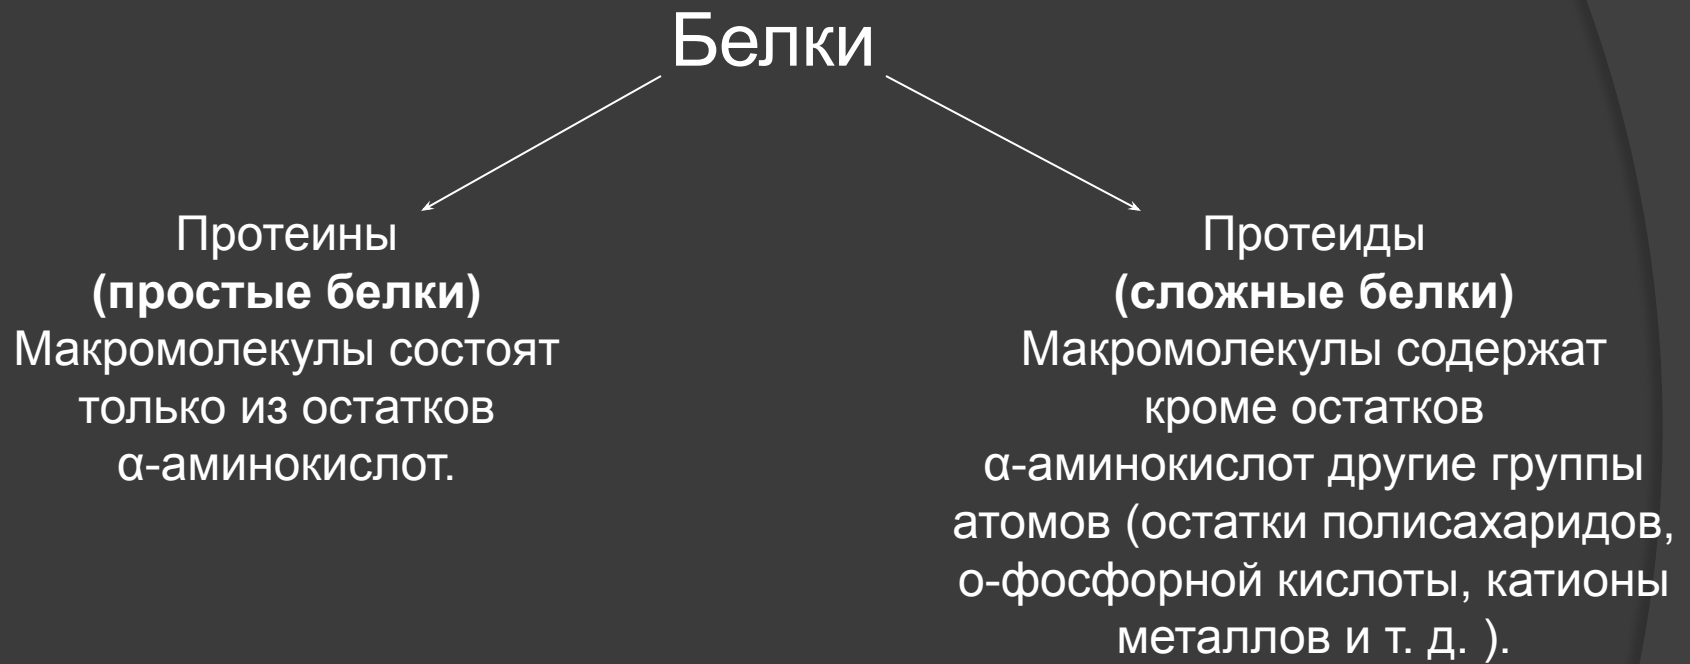 Белки
Протеины
(простые белки)
Макромолекулы состоят
только из остатков
α-аминокислот.
Протеиды
(сложные белки)
Макромолекулы содержат
кроме остатков
α-аминокислот другие группы
атомов (остатки полисахаридов,
о-фосфорной кислоты, катионы
металлов и т. д. ).